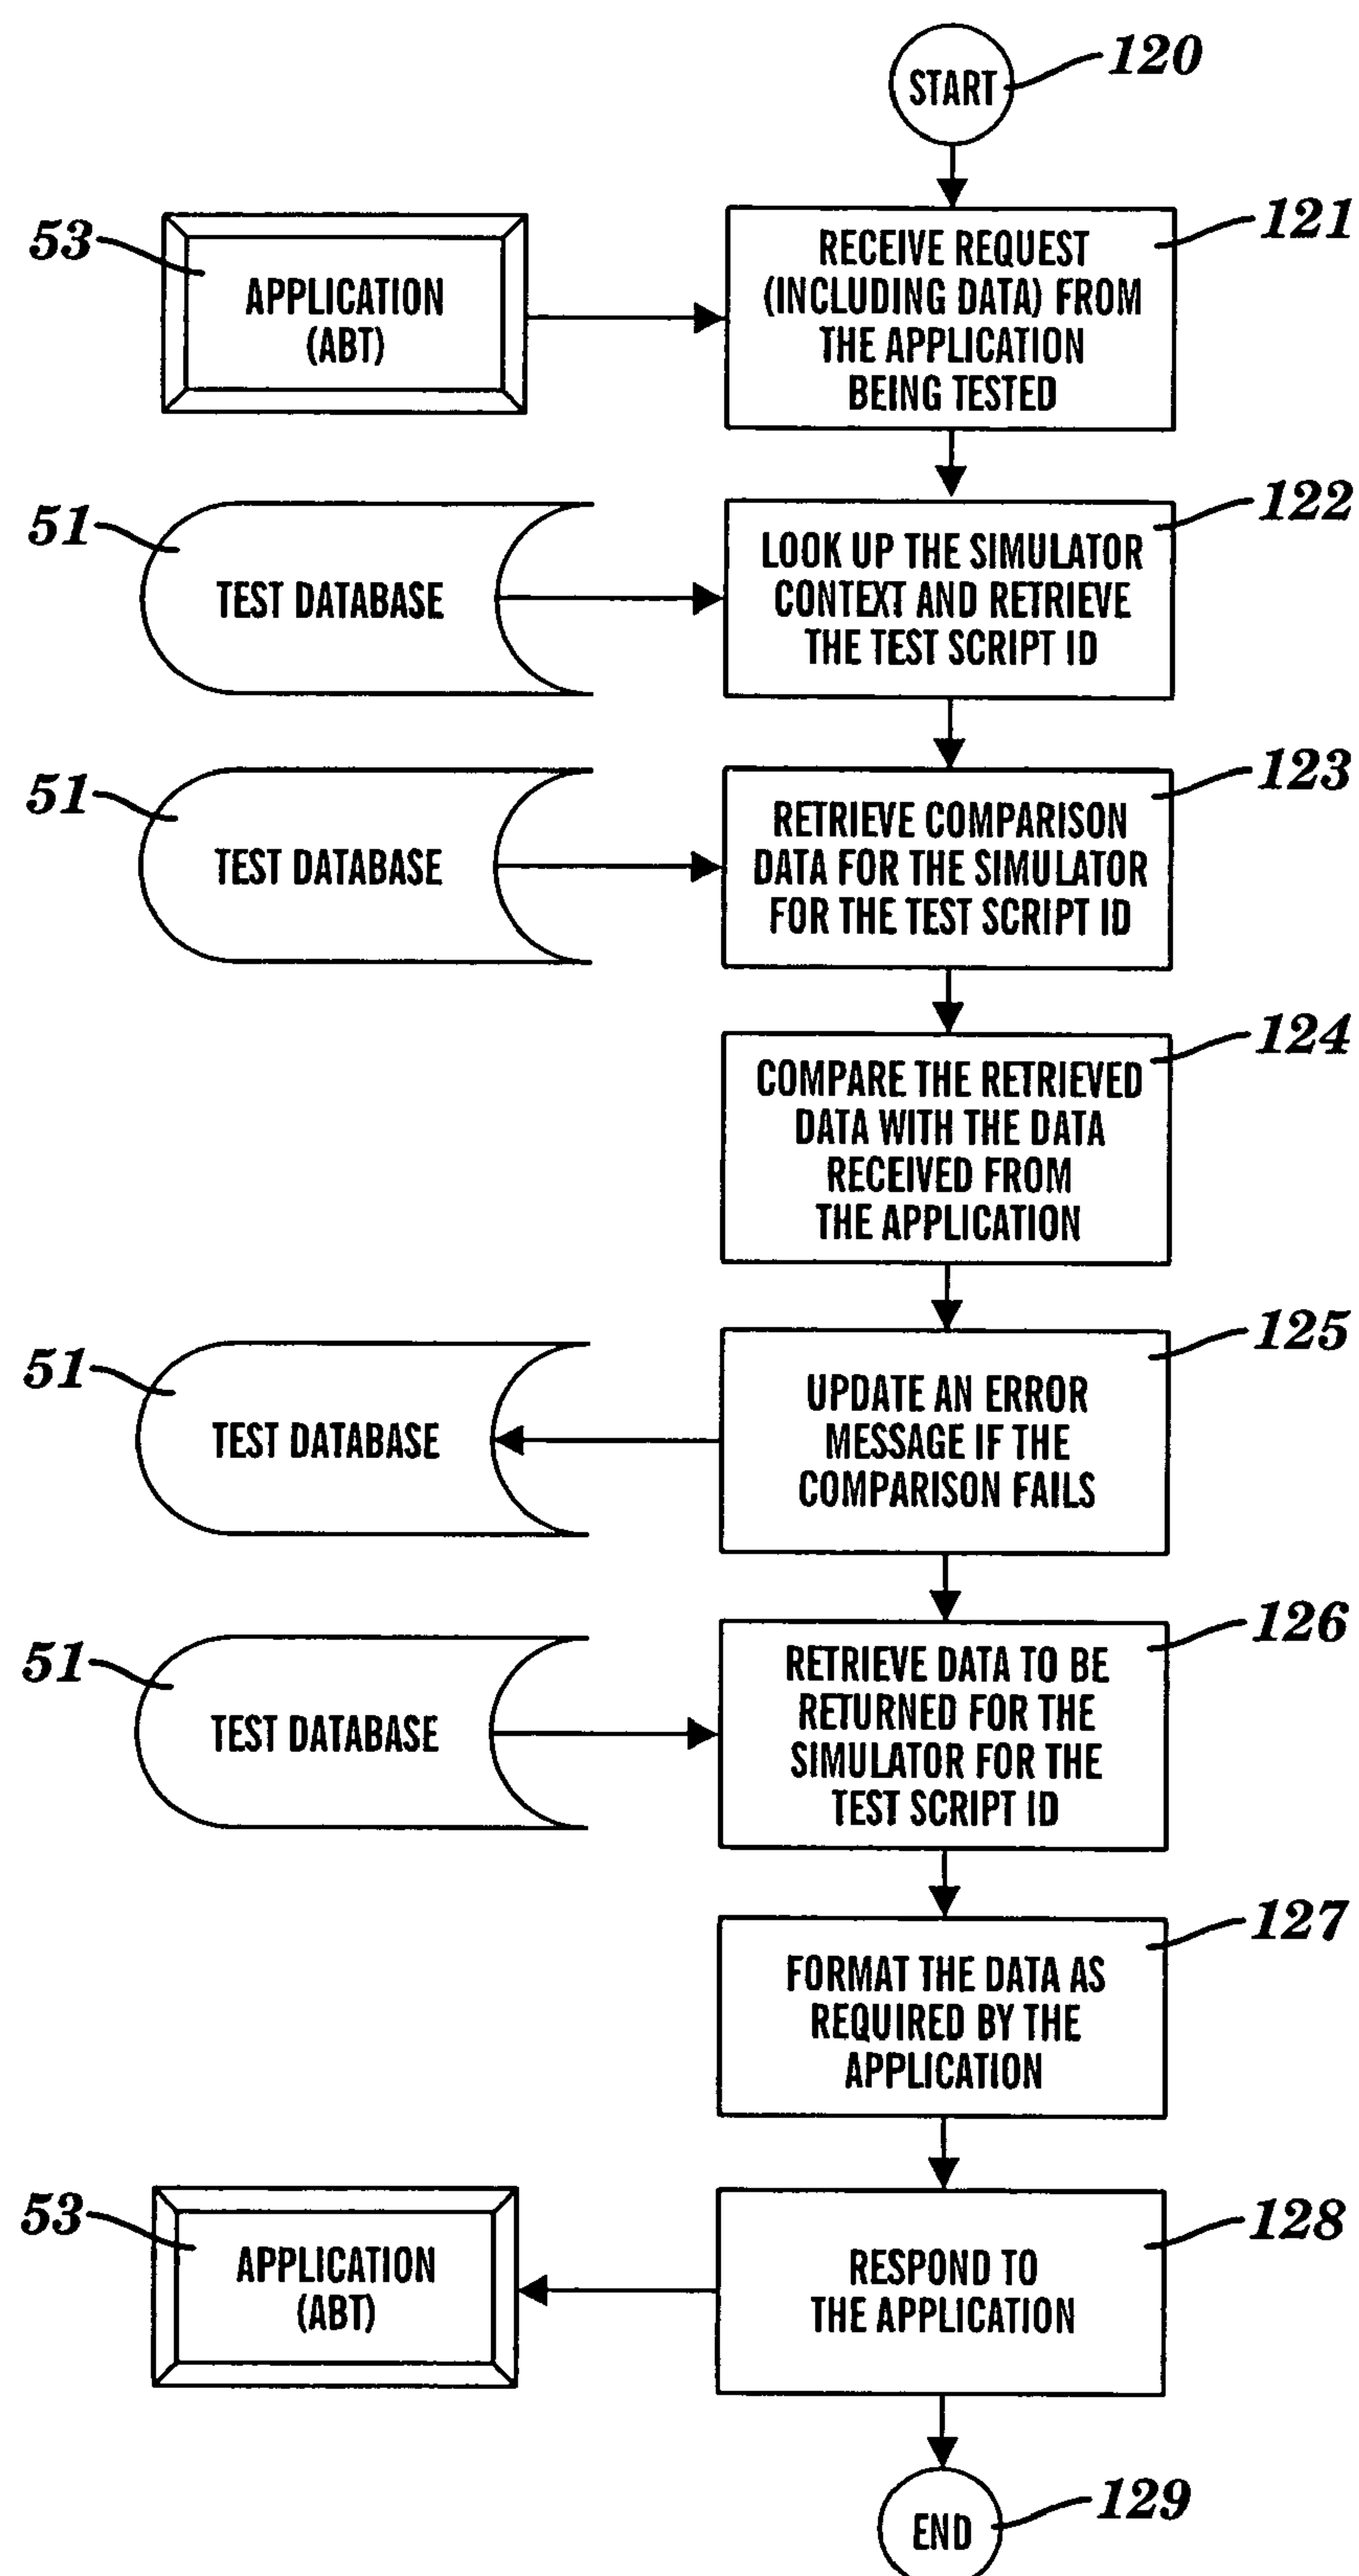 START
120
53
APPLICATION
(ABT)
RECEIVE REQUEST
(INCLUDING DATA) FROM
THE APPLICATION
BEING TESTED
121
51
TEST DATABASE
LOOK UP THE SIMULATOR
CONTEXT AND RETRIEVE
THE TEST SCRIPT ID
122
51
TEST DATABASE
RETRIEVE COMPARISON
DATA FOR THE SIMULATOR
FOR THE TEST SCRIPT ID
123
COMPARE THE RETRIEVED
DATA WITH THE DATA
RECEIVED FROM
THE APPLICATION
124
51
TEST DATABASE
UPDATE AN ERROR
MESSAGE IF THE
COMPARISON FAILS
125
51
TEST DATABASE
RETRIEVE DATA TO BE
RETURNED FOR THE
SIMULATOR FOR THE
TEST SCRIPT ID
126
FORMAT THE DATA AS
REQUIRED BY THE
APPLICATION
127
53
APPLICATION
(ABT)
RESPOND TO
THE APPLICATION
128
END
129